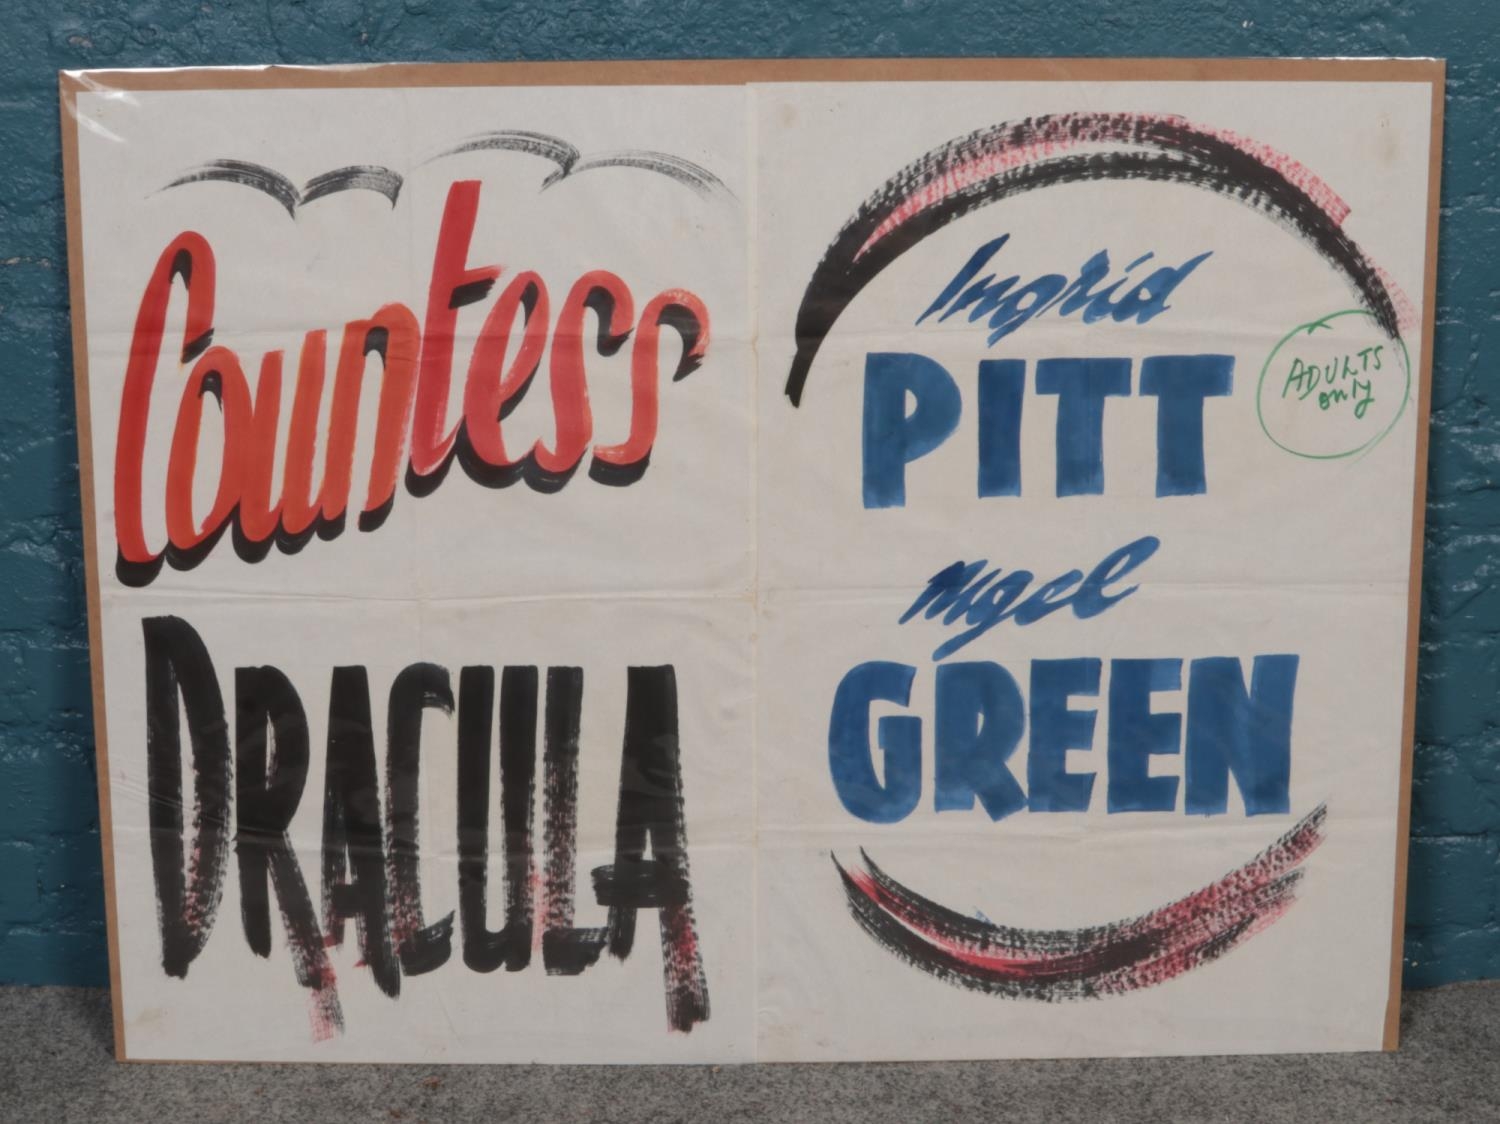 Countess
DRACULA
Ingrid
PITT
Nigel
GREEN
ADULTS
only